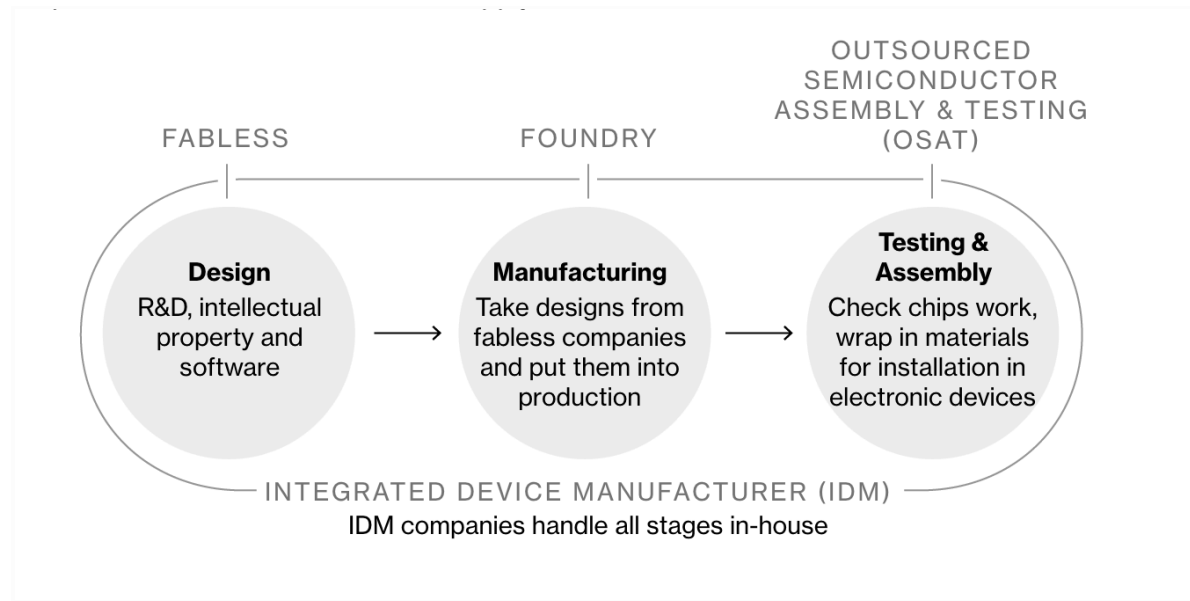 OUTSOURCED
SEMICONDUCTOR
ASSEMBLY & TESTING
(OSAT)
FABLESS
FOUNDRY
Design
R&D, intellectual
property and
software
Manufacturing
Take designs from
fabless companies
and put them into
production
Testing &
Assembly
Check chips work,
wrap in materials
for installation in
electronic devices
INTEGRATED DEVICE MANUFACTURER (IDM)
IDM companies handle all stages in-house